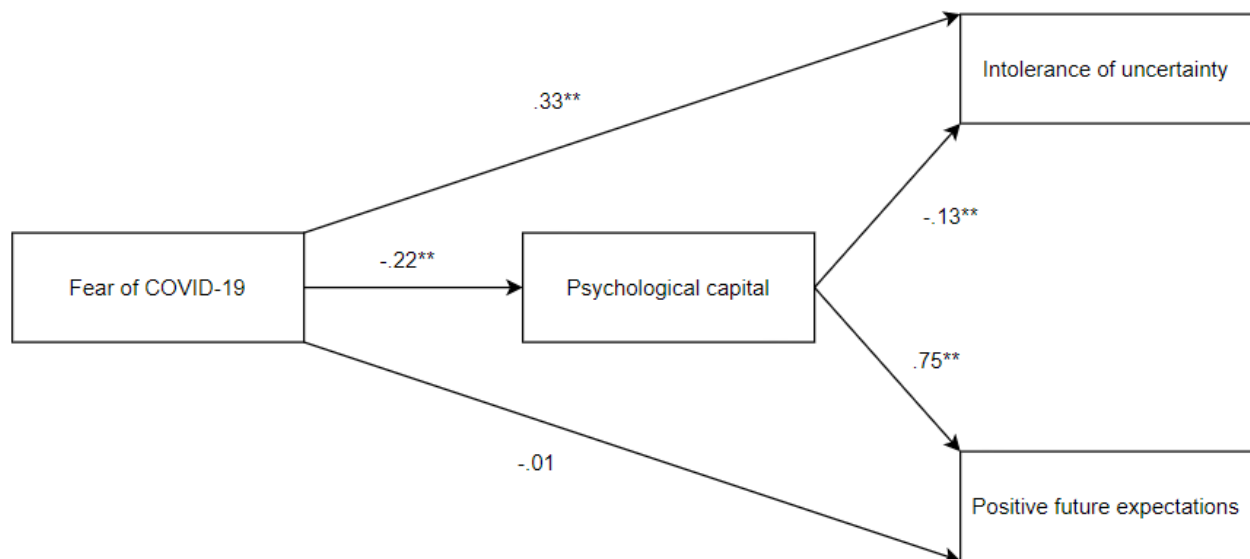 Intolerance of uncertainty
.33**
-.13**
-.22**
Fear of COVID-19
Psychological capital
.75**
-.01
Positive future expectations